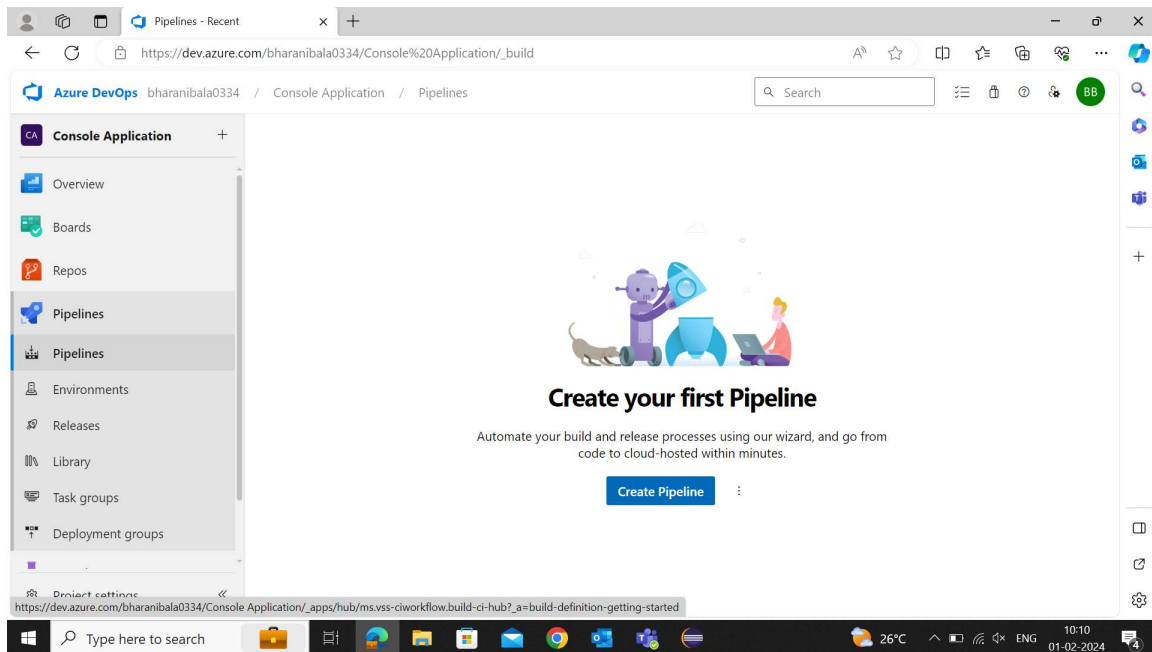 Pipelines - Recent
https://dev.azure.com/bharanibala0334/Console%20Application/_build
Azure DevOps bharanibala0334 / Console Application / Pipelines
Search
BB
CA Console Application
Overview
Boards
Repos
Pipelines
Pipelines
Environments
Releases
Library
Task groups
Deployment groups
Create your first Pipeline
Automate your build and release processes using our wizard, and go from
code to cloud-hosted within minutes.
Create Pipeline
Project settings
https://dev.azure.com/bharanibala0334/Console Application/_apps/hub/ms.vss-ciworkflow.build-ci-hub?_a=build-definition-getting-started
Type here to search
26°C
ENG
10:10
01-02-2024
4